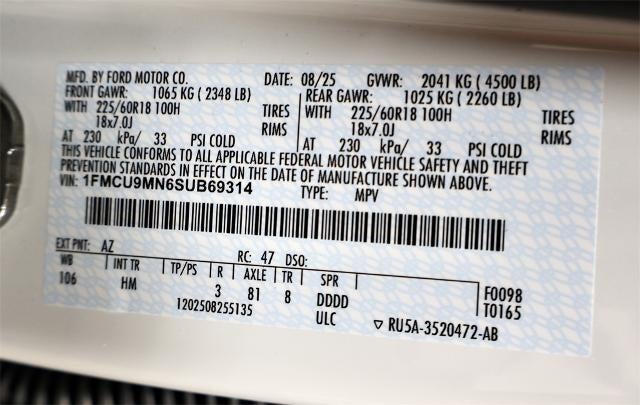 MFD. BY FORD MOTOR CO. DATE: 08/25 GVWR: 2041 KG ( 4500 LB)
FRONT GAWR: 1065 KG ( 2348 LB) REAR GAWR: 1025 KG ( 2260 LB)
WITH 225/60R18 100H TIRES WITH 225/60R18 100H TIRES
18x7.0J RIMS 18x7.0J RIMS
AT 230 kPa/ 33 PSI COLD AT 230 kPa/ 33 PSI COLD
THIS VEHICLE CONFORMS TO ALL APPLICABLE FEDERAL MOTOR VEHICLE SAFETY AND THEFT
PREVENTION STANDARDS IN EFFECT ON THE DATE OF MANUFACTURE SHOWN ABOVE.
VIN: 1FMCU9MN6SUB69314 TYPE: MPV
EXT PNT: AZ RC: 47 DSO:
WB INT TR TP/PS R AXLE TR SPR
106 HM 3 81 8 DDDD F0098
1202508255135 ULC T0165
▽ RU5A-3520472-AB